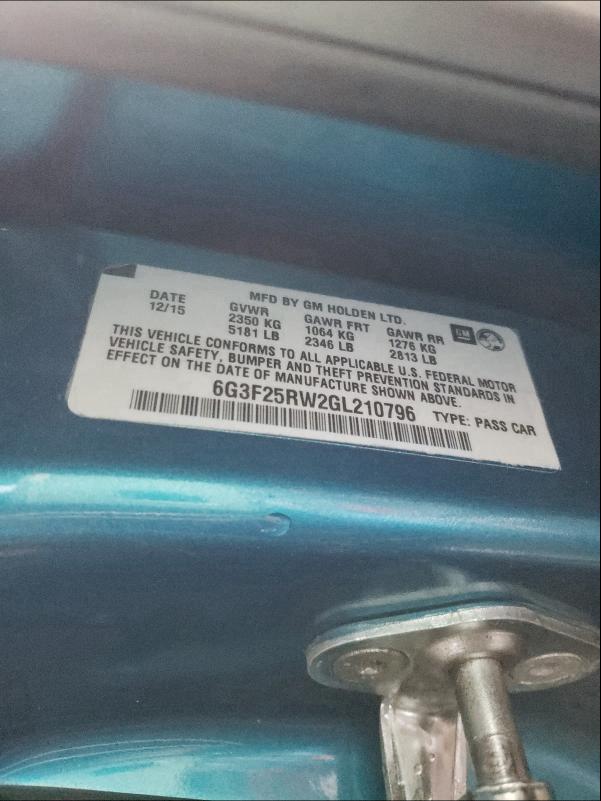 MFD BY GM HOLDEN LTD.
DATE GVWR GAWR FRT GAWR RR
12/15 2350 KG 1064 KG 1276 KG
5181 LB 2346 LB 2813 LB
GM
THIS VEHICLE CONFORMS TO ALL APPLICABLE U.S. FEDERAL MOTOR
VEHICLE SAFETY, BUMPER AND THEFT PREVENTION STANDARDS IN
EFFECT ON THE DATE OF MANUFACTURE SHOWN ABOVE.
6G3F25RW2GL210796 TYPE: PASS CAR